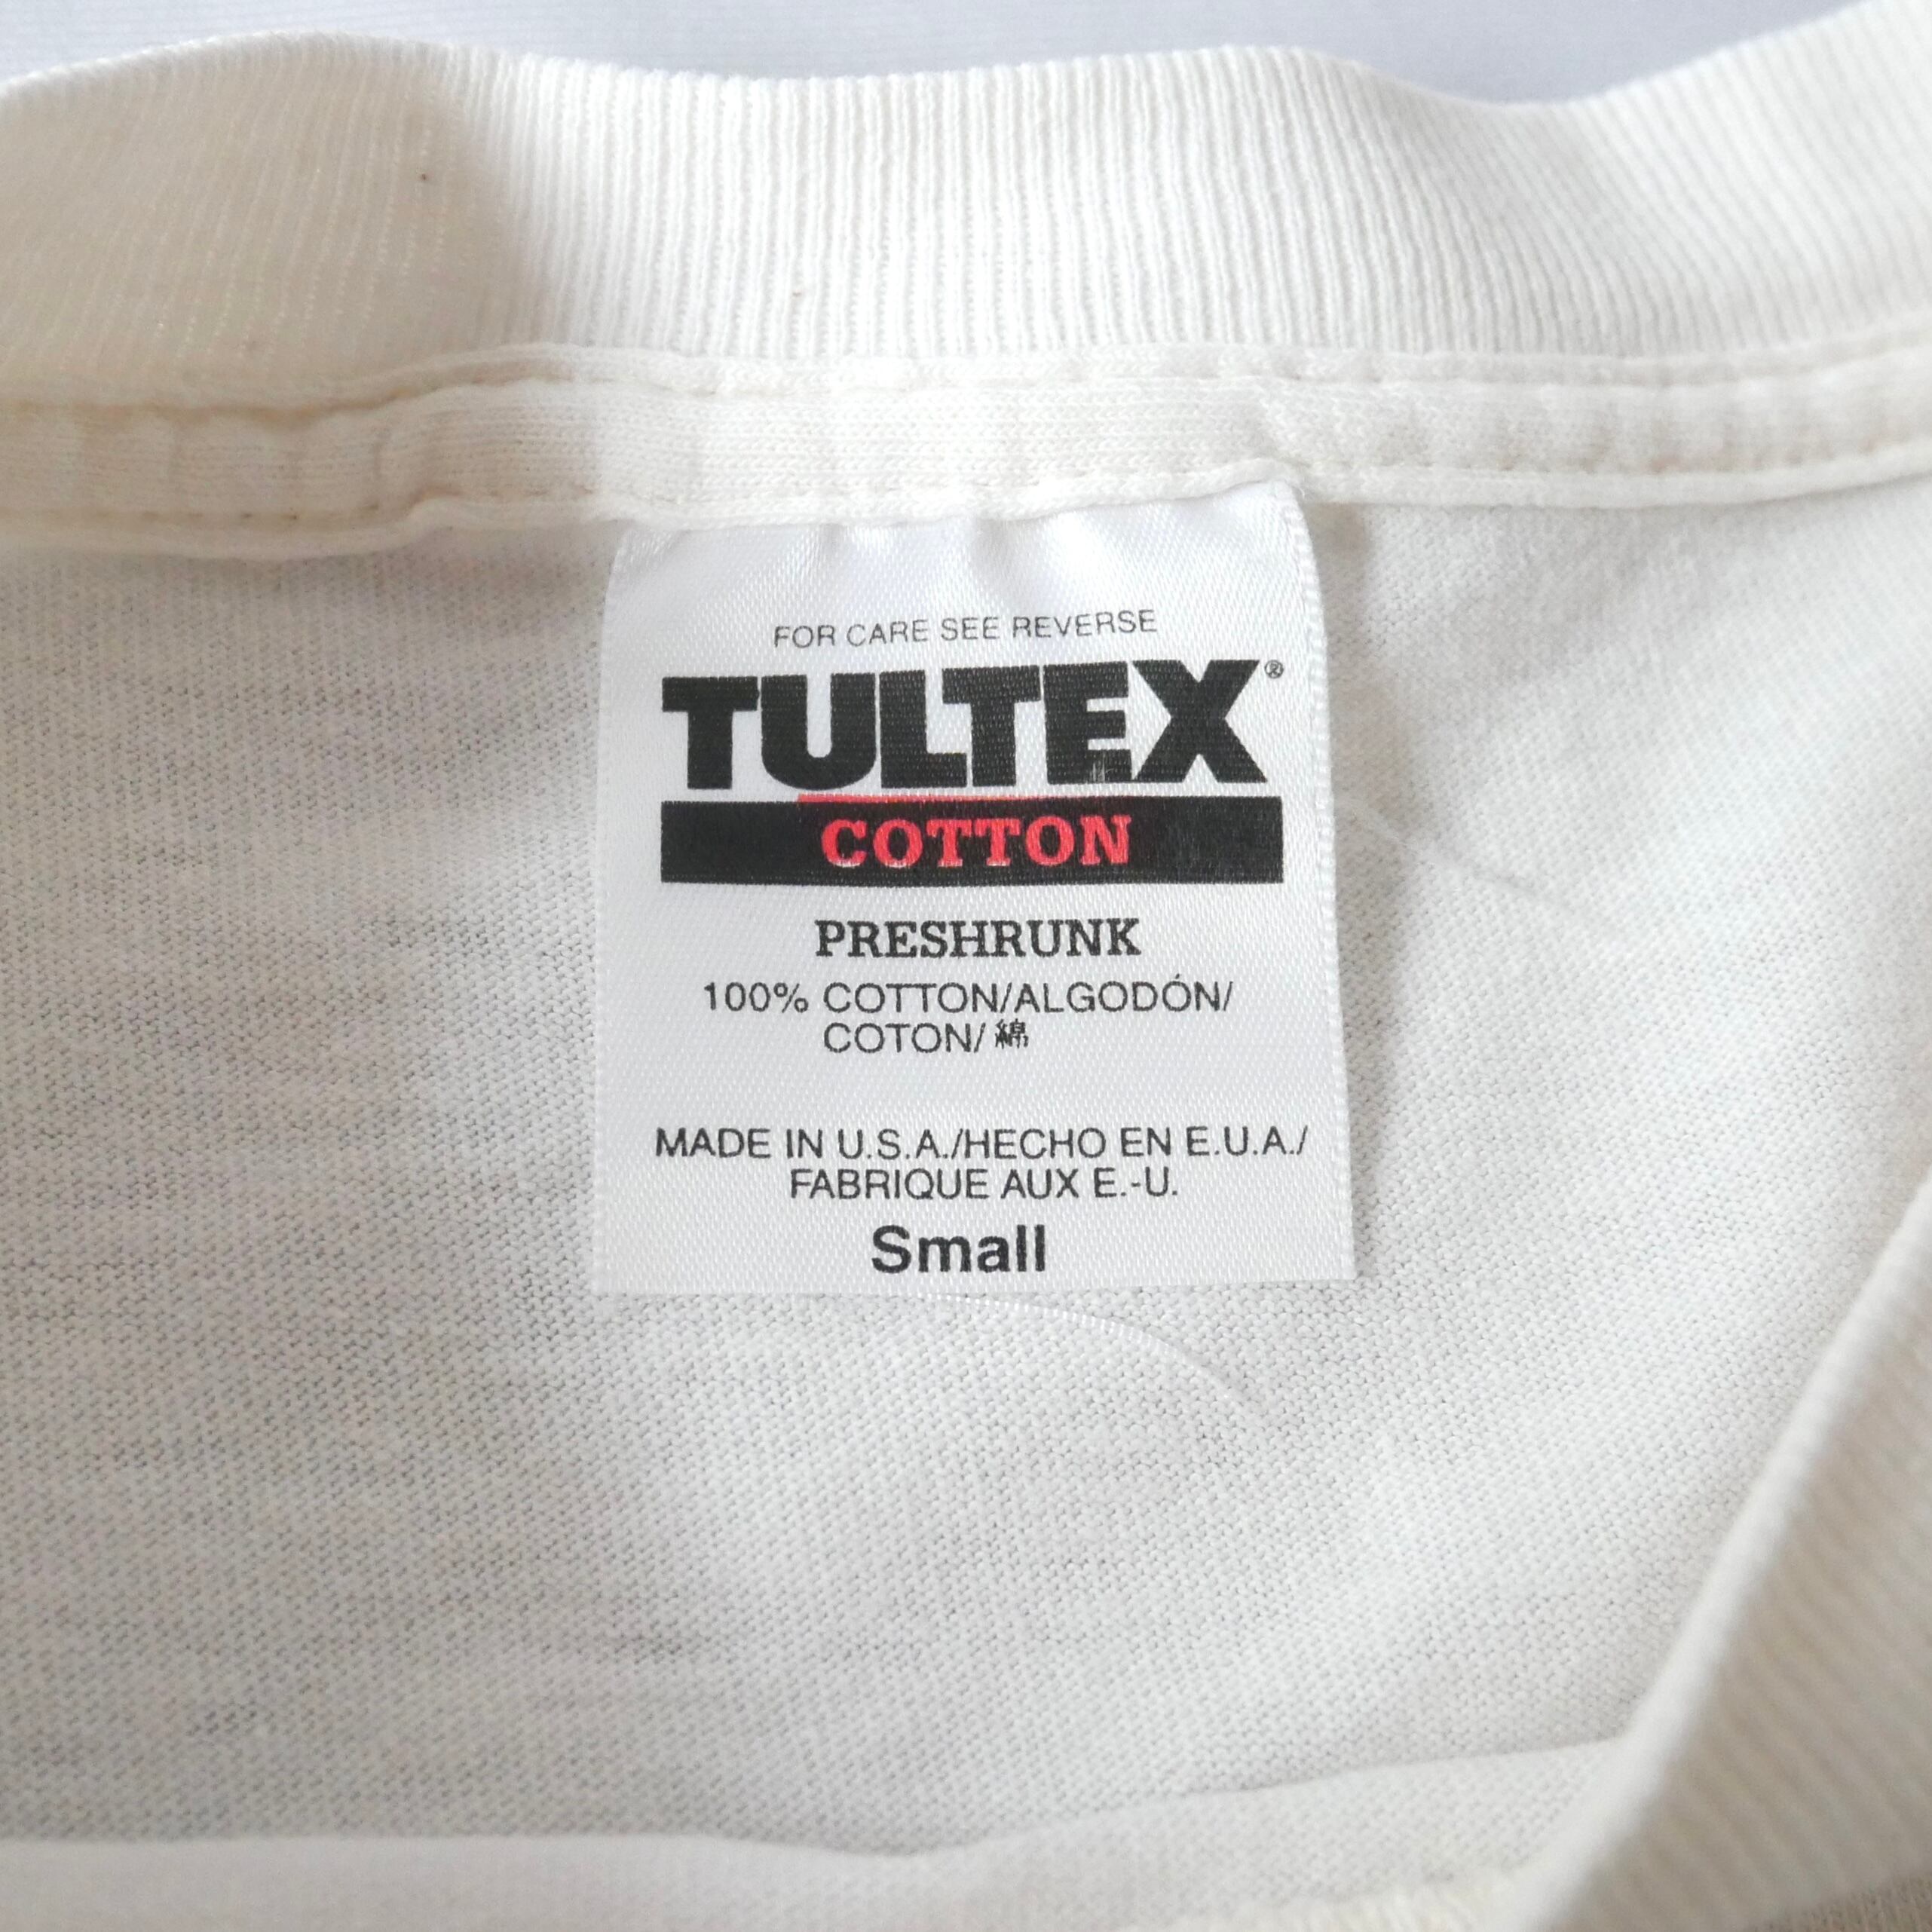 FOR CARE SEE REVERSE
TULTEX®
COTTON
PRESHRUNK
100% COTTON/ALGODÓN/
COTON/綿
MADE IN U.S.A./HECHO EN E.U.A./
FABRIQUE AUX E.-U.
Small